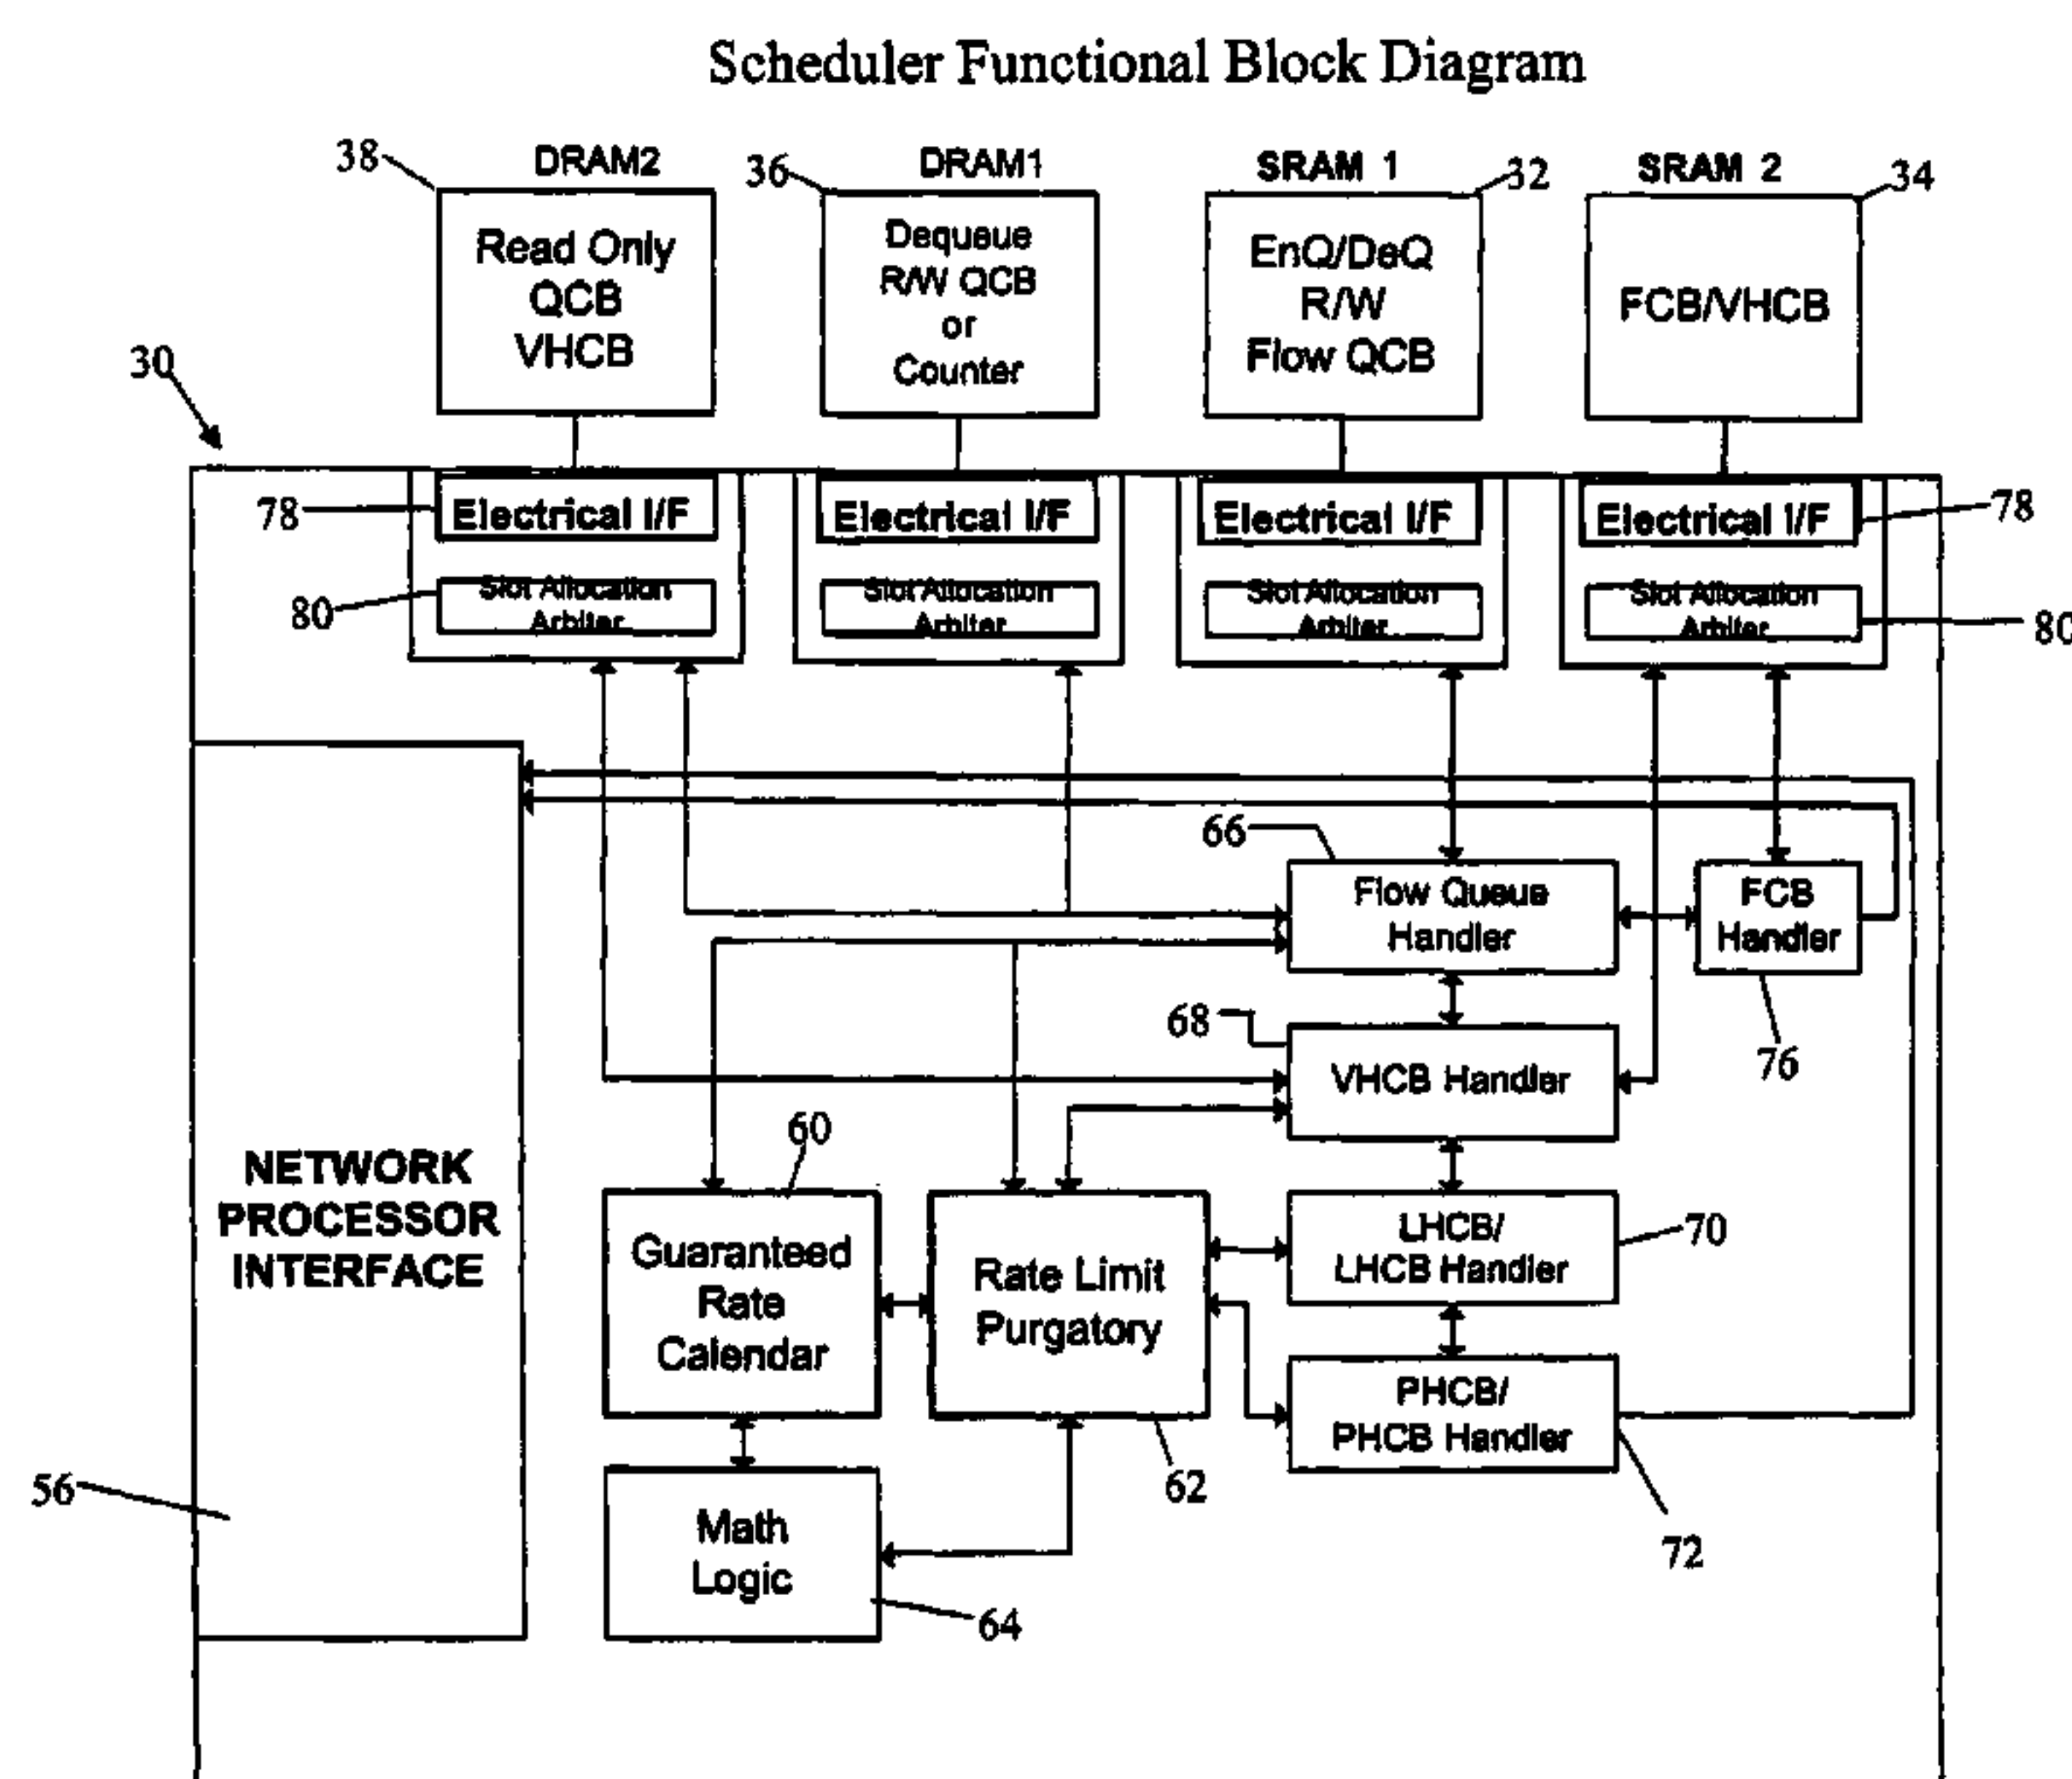 Scheduler Functional Block Diagram
38
DRAM2
36
DRAM1
SRAM 1
32
SRAM 2
34
Read Only
QCB
VHCB
Dequeue
R/W QCB
or
Counter
EnQ/DeQ
R/W
Flow QCB
FCB/VHCB
30
78
Electrical I/F
Electrical I/F
Electrical I/F
Electrical I/F
78
80
Slot Allocation
Arbiter
Slot Allocation
Arbiter
Slot Allocation
Arbiter
Slot Allocation
Arbiter
80
66
Flow Queue
Handler
FCB
Handler
68
76
VHCB Handler
60
NETWORK
PROCESSOR
INTERFACE
Guaranteed
Rate
Calendar
Rate Limit
Purgatory
LHCB/
LHCB Handler
70
PHCB/
PHCB Handler
56
62
72
Math
Logic
64